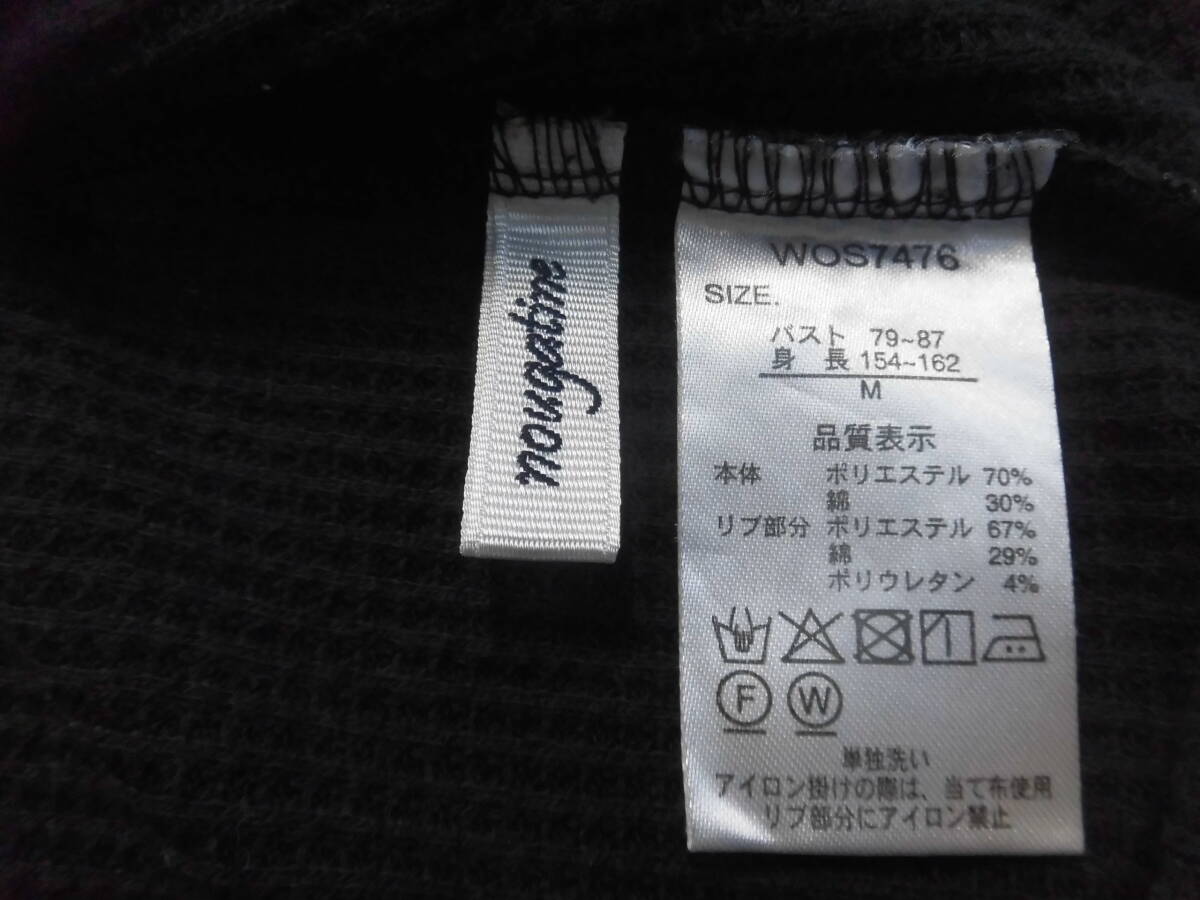 nougatine
WOS7476
SIZE.
バスト 79~87
身 長 154~162
M
品質表示
本体 ポリエステル 70%
綿 30%
リブ部分 ポリエステル 67%
綿 29%
ポリウレタン 4%
F W
単独洗い
アイロン掛けの際は、当て布使用
リブ部分にアイロン禁止